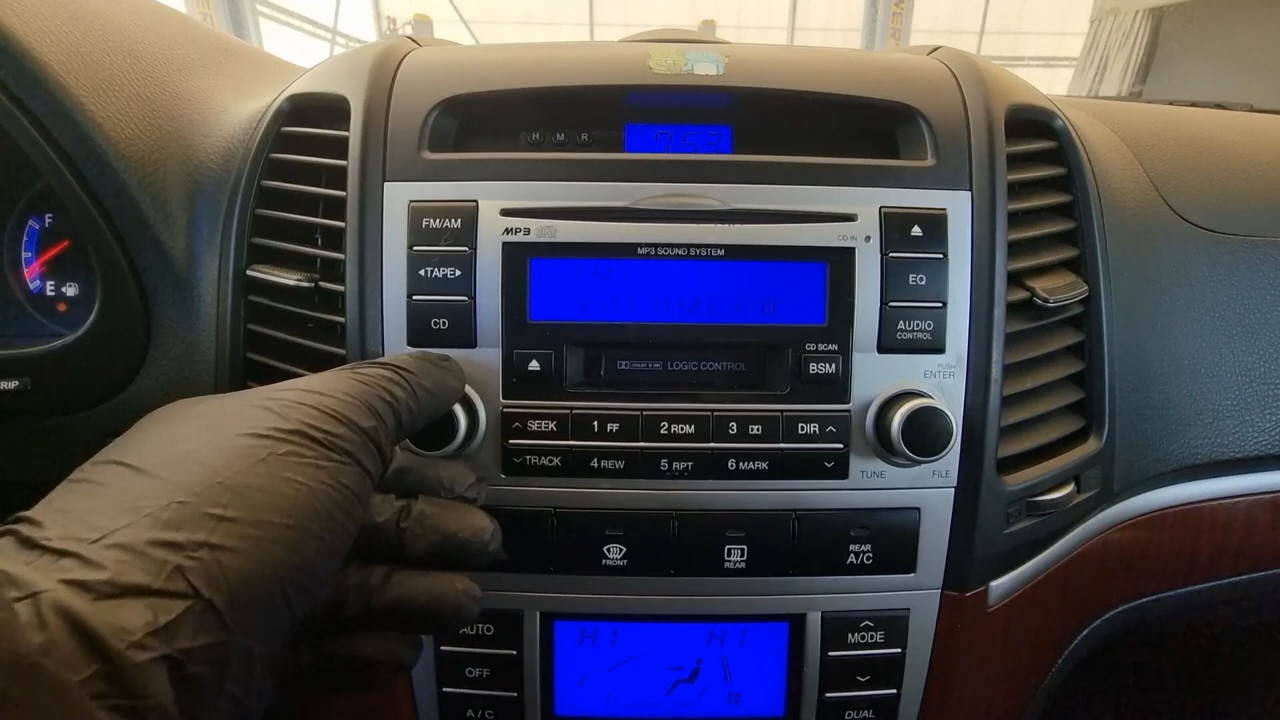 H M R
7:53
FM/AM
MP3
CD-IN
MP3 SOUND SYSTEM
◂TAPE▸
EQ
CD
AUDIO
CONTROL
F
E
TRIP
LOGIC CONTROL
CD SCAN
BSM
PUSH
ENTER
SEEK
1 FF
2 RDM
3
DIR
TRACK
4 REW
5 RPT
6 MARK
TUNE
FILE
FRONT
REAR
REAR
A/C
AUTO
OFF
A/C
HI HI
MODE
DUAL